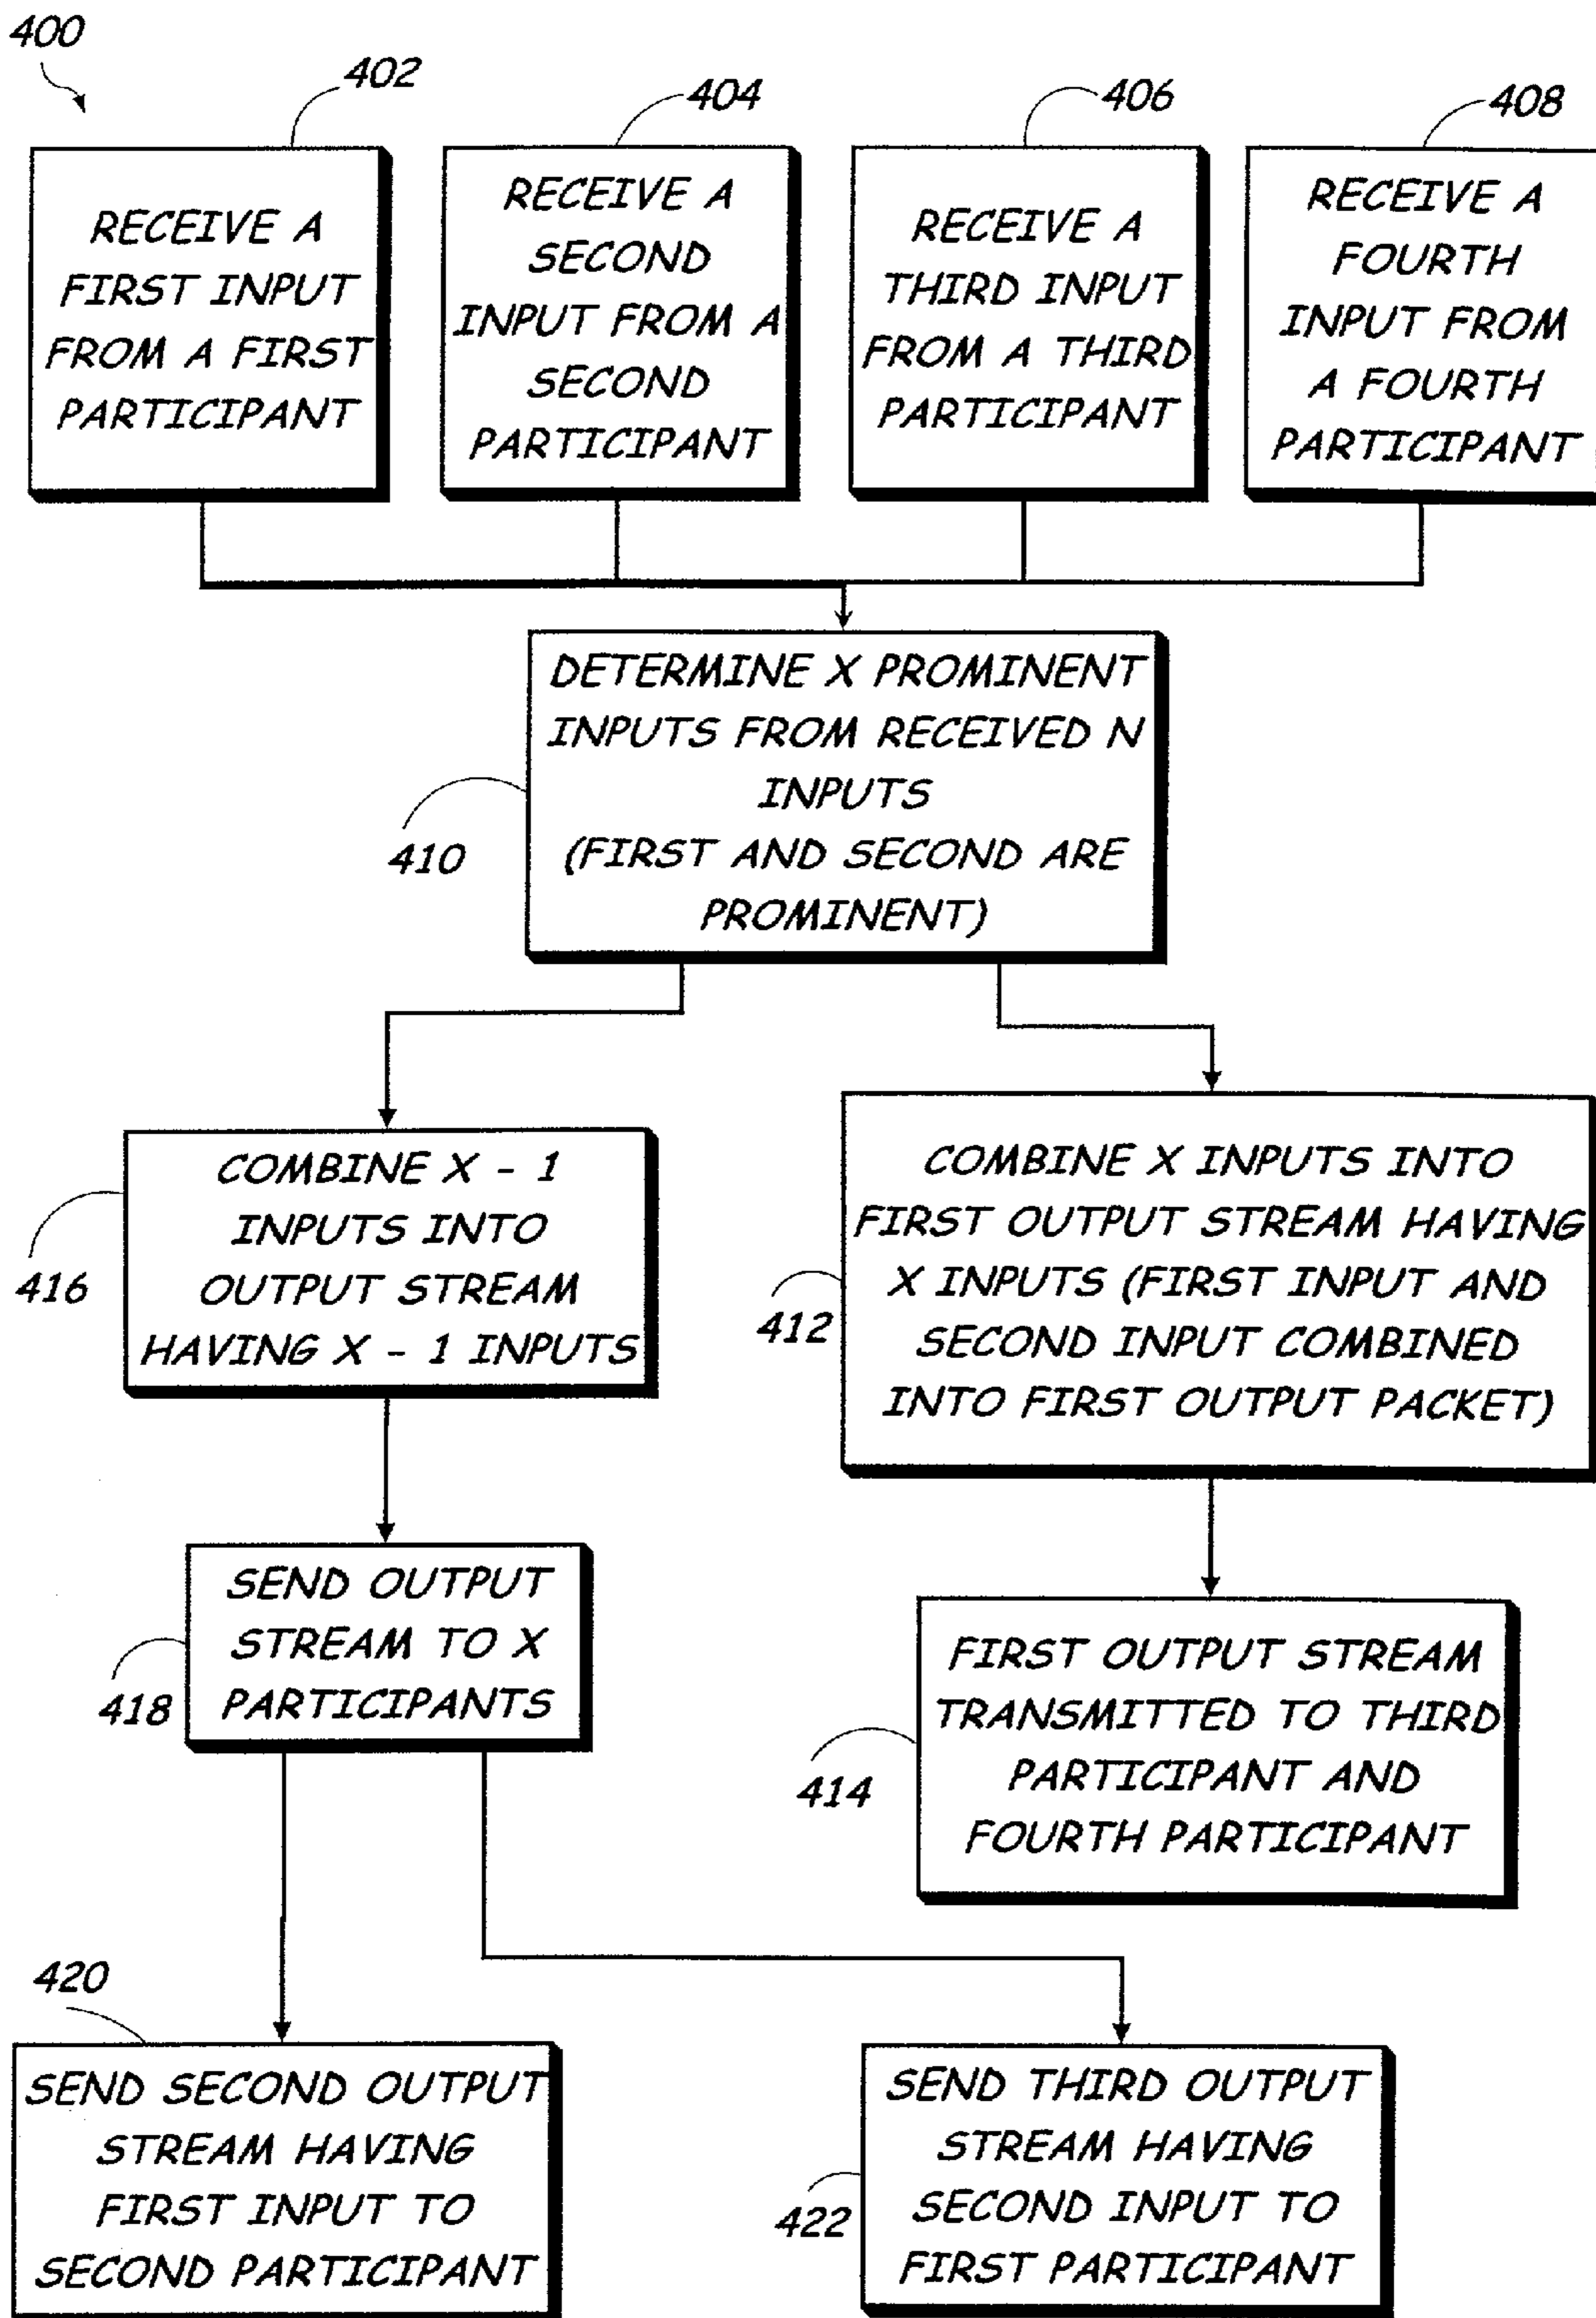 400
402
404
406
408
RECEIVE A
FIRST INPUT
FROM A FIRST
PARTICIPANT
RECEIVE A
SECOND
INPUT FROM A
SECOND
PARTICIPANT
RECEIVE A
THIRD INPUT
FROM A THIRD
PARTICIPANT
RECEIVE A
FOURTH
INPUT FROM
A FOURTH
PARTICIPANT
410
DETERMINE X PROMINENT
INPUTS FROM RECEIVED N
INPUTS
(FIRST AND SECOND ARE
PROMINENT)
416
COMBINE X - 1
INPUTS INTO
OUTPUT STREAM
HAVING X - 1 INPUTS
412
COMBINE X INPUTS INTO
FIRST OUTPUT STREAM HAVING
X INPUTS (FIRST INPUT AND
SECOND INPUT COMBINED
INTO FIRST OUTPUT PACKET)
418
SEND OUTPUT
STREAM TO X
PARTICIPANTS
414
FIRST OUTPUT STREAM
TRANSMITTED TO THIRD
PARTICIPANT AND
FOURTH PARTICIPANT
420
SEND SECOND OUTPUT
STREAM HAVING
FIRST INPUT TO
SECOND PARTICIPANT
422
SEND THIRD OUTPUT
STREAM HAVING
SECOND INPUT TO
FIRST PARTICIPANT